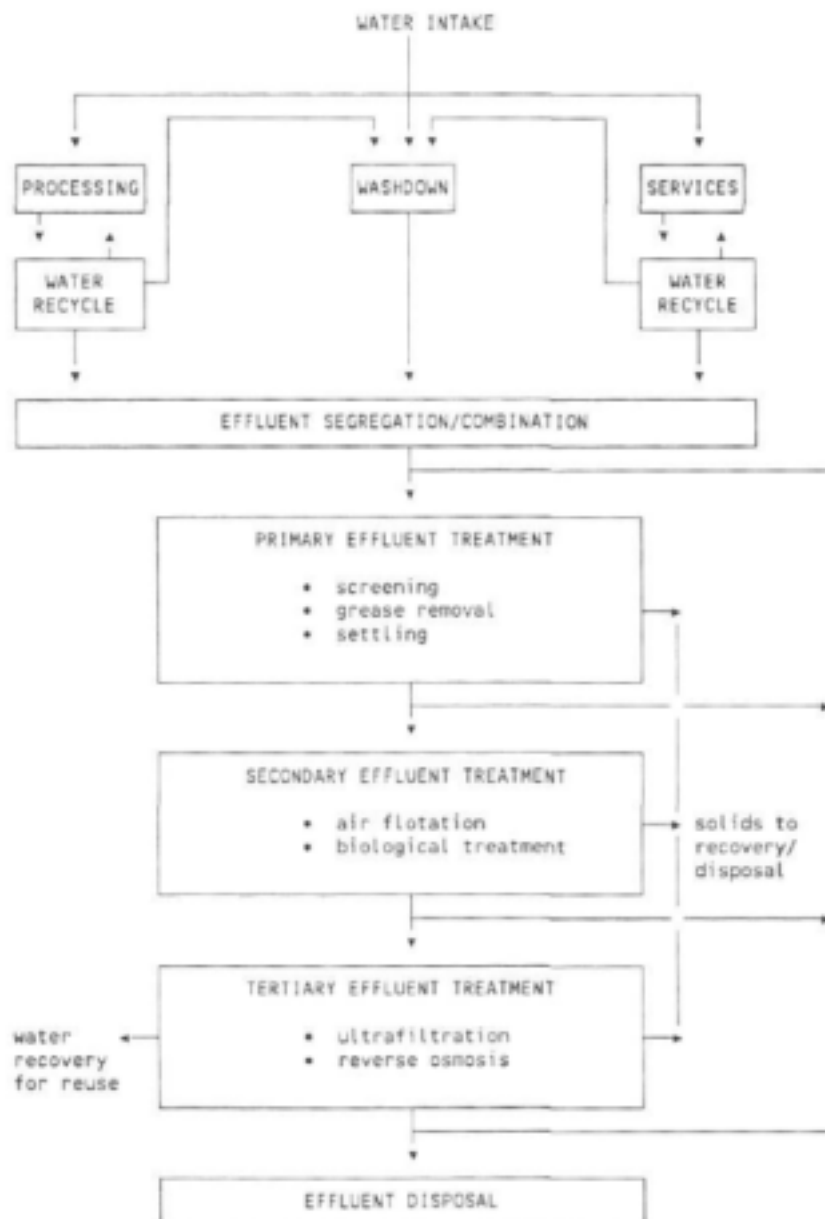 WATER INTAKE
PROCESSING
WASHDOWN
SERVICES
WATER
RECYCLE
WATER
RECYCLE
EFFLUENT SEGREGATION/COMBINATION
PRIMARY EFFLUENT TREATMENT
• screening
• grease removal
• settling
SECONDARY EFFLUENT TREATMENT
• air flotation
• biological treatment
solids to
recovery/
disposal
TERTIARY EFFLUENT TREATMENT
• ultrafiltration
• reverse osmosis
water
recovery
for reuse
EFFLUENT DISPOSAL